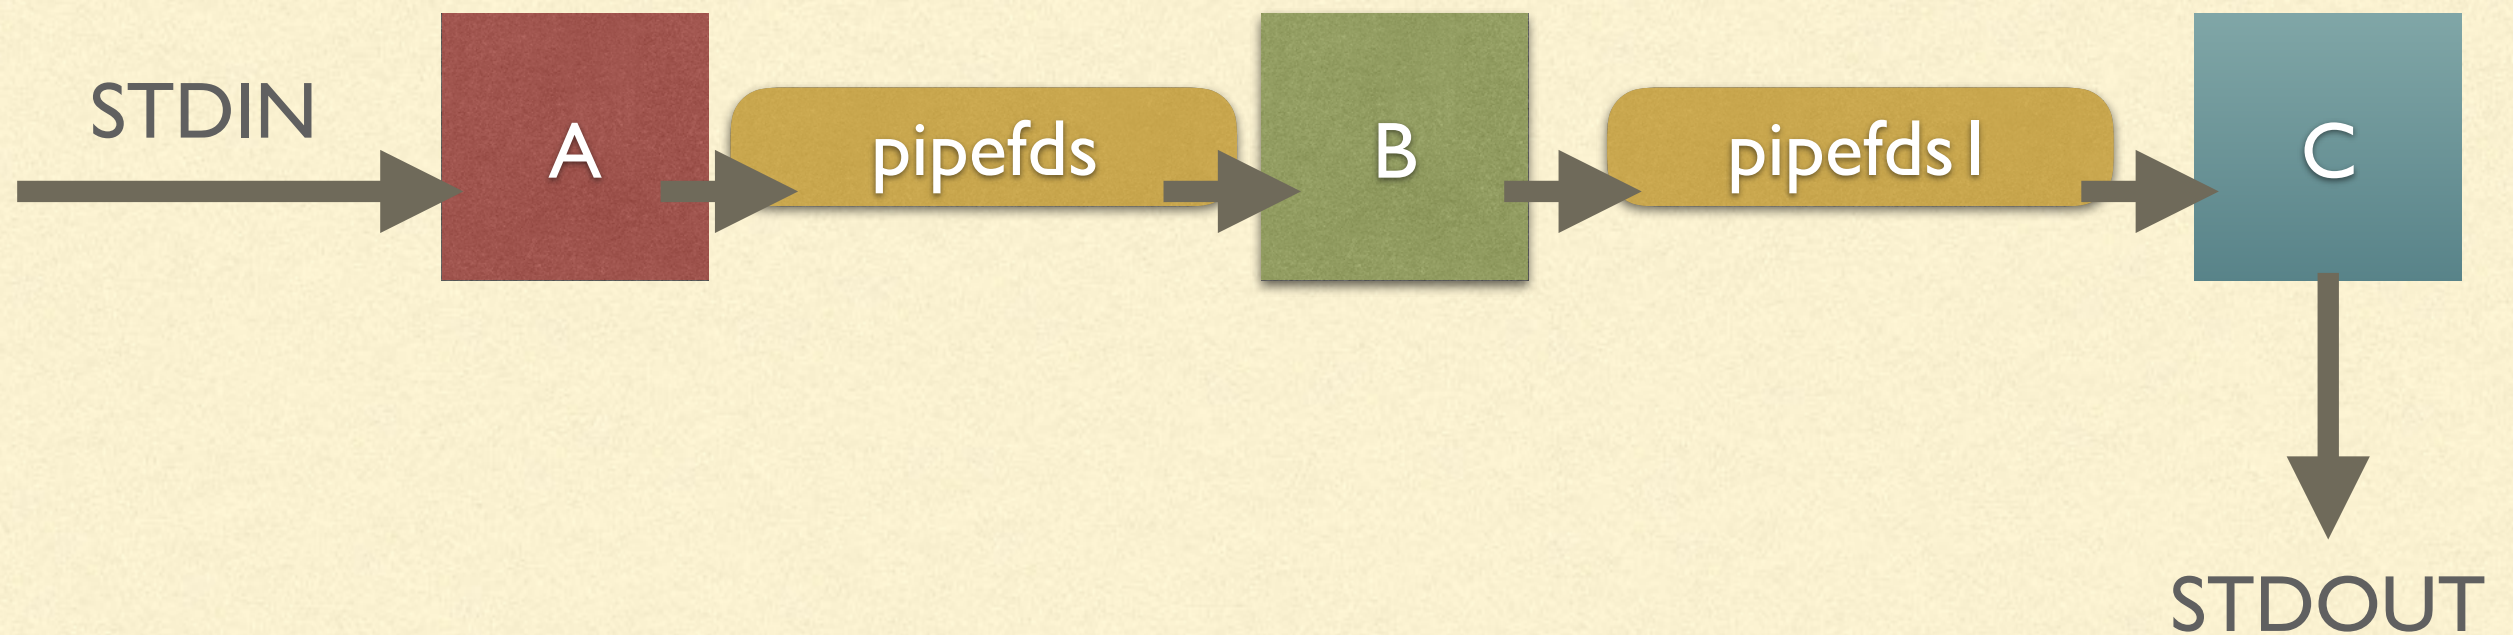 STDIN
A
pipefds
B
pipefds1
C
STDOUT